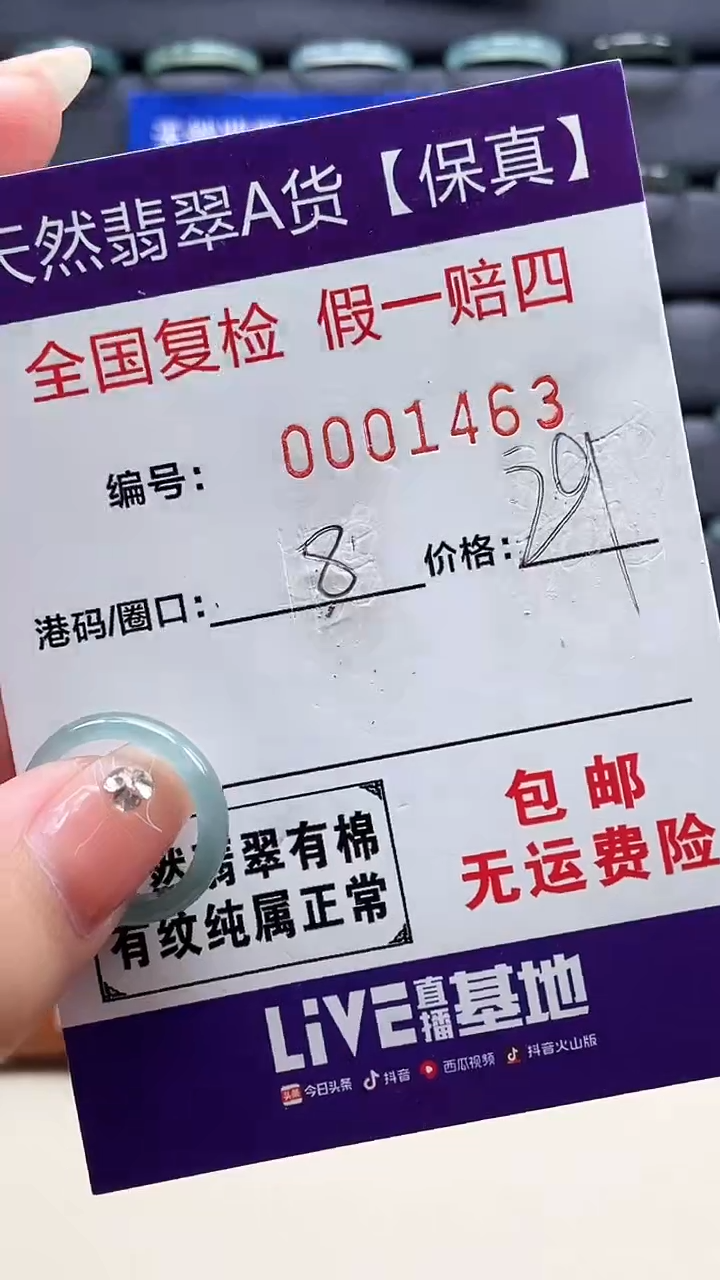 天然翡翠A货【保真】
全国复检 假一赔四
编号: 0001463
港码/圈口: 8 价格: 29
然翡翠有棉
有纹纯属正常
包邮
无运费险
LiVE直播基地
头条 今日头条 抖音 西瓜视频 抖音火山版